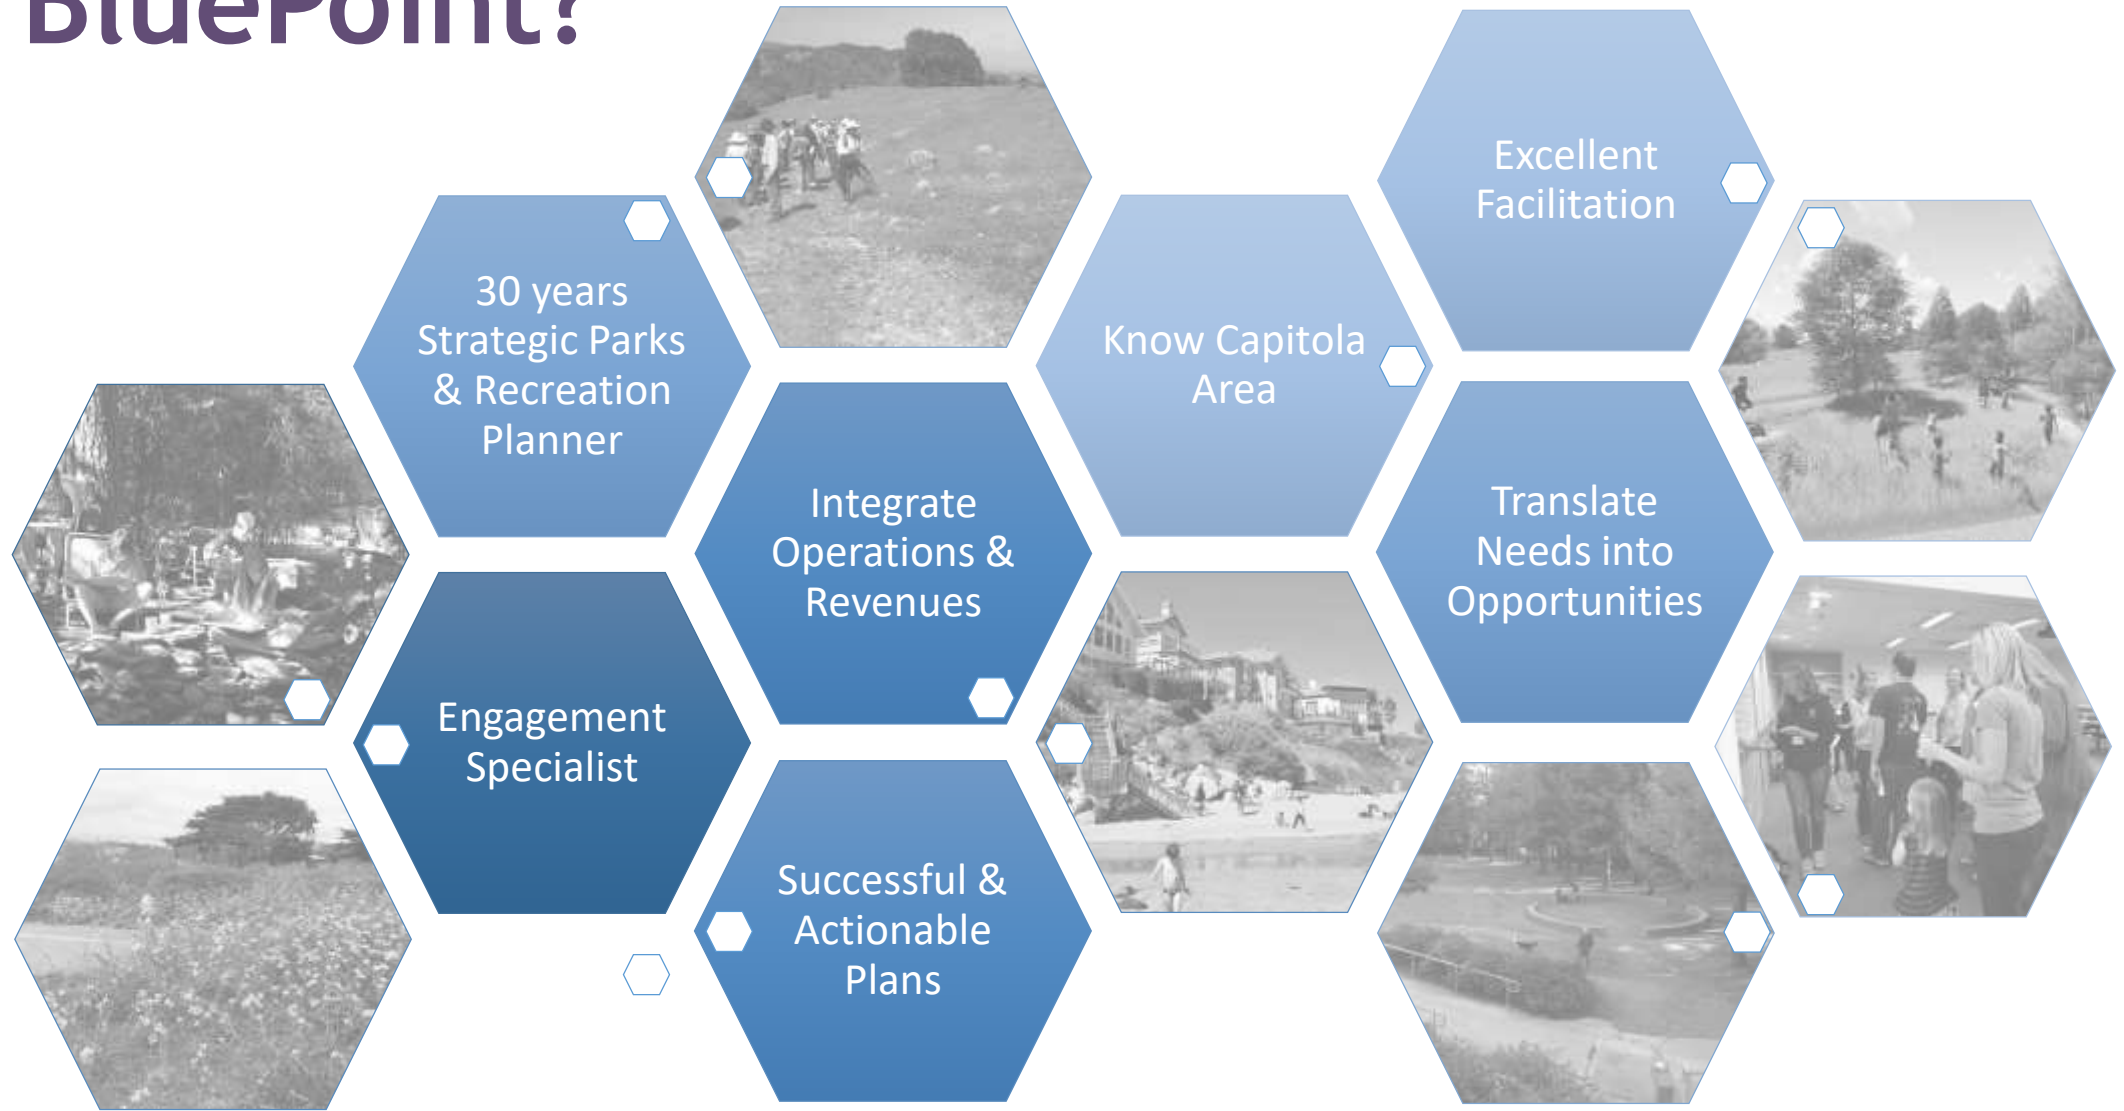 BluePoint?
Excellent
Facilitation
30 years
Strategic Parks
& Recreation
Planner
Know Capitola
Area
Integrate
Operations &
Revenues
Translate
Needs into
Opportunities
Engagement
Specialist
Successful &
Actionable
Plans